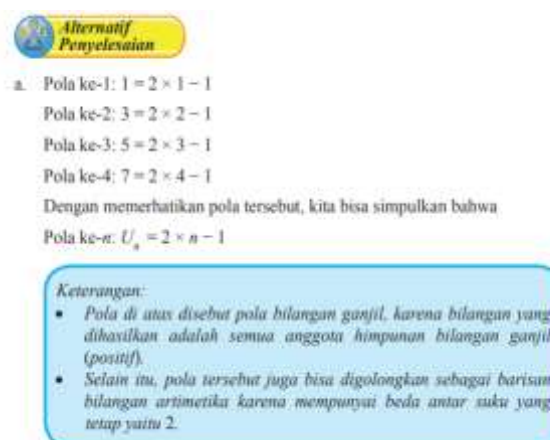 Alternatif
Penyelesaian
a. Pola ke-1: 1 = 2 × 1 − 1
Pola ke-2: 3 = 2 × 2 − 1
Pola ke-3: 5 = 2 × 3 − 1
Pola ke-4: 7 = 2 × 4 − 1
Dengan memerhatikan pola tersebut, kita bisa simpulkan bahwa
Pola ke-n: Uₙ = 2 × n − 1
Keterangan:
• Pola di atas disebut pola bilangan ganjil, karena bilangan yang
dihasilkan adalah semua anggota himpunan bilangan ganjil
(positif).
• Selain itu, pola tersebut juga bisa digolongkan sebagai barisan
bilangan artimetika karena mempunyai beda antar suku yang
tetap yaitu 2.